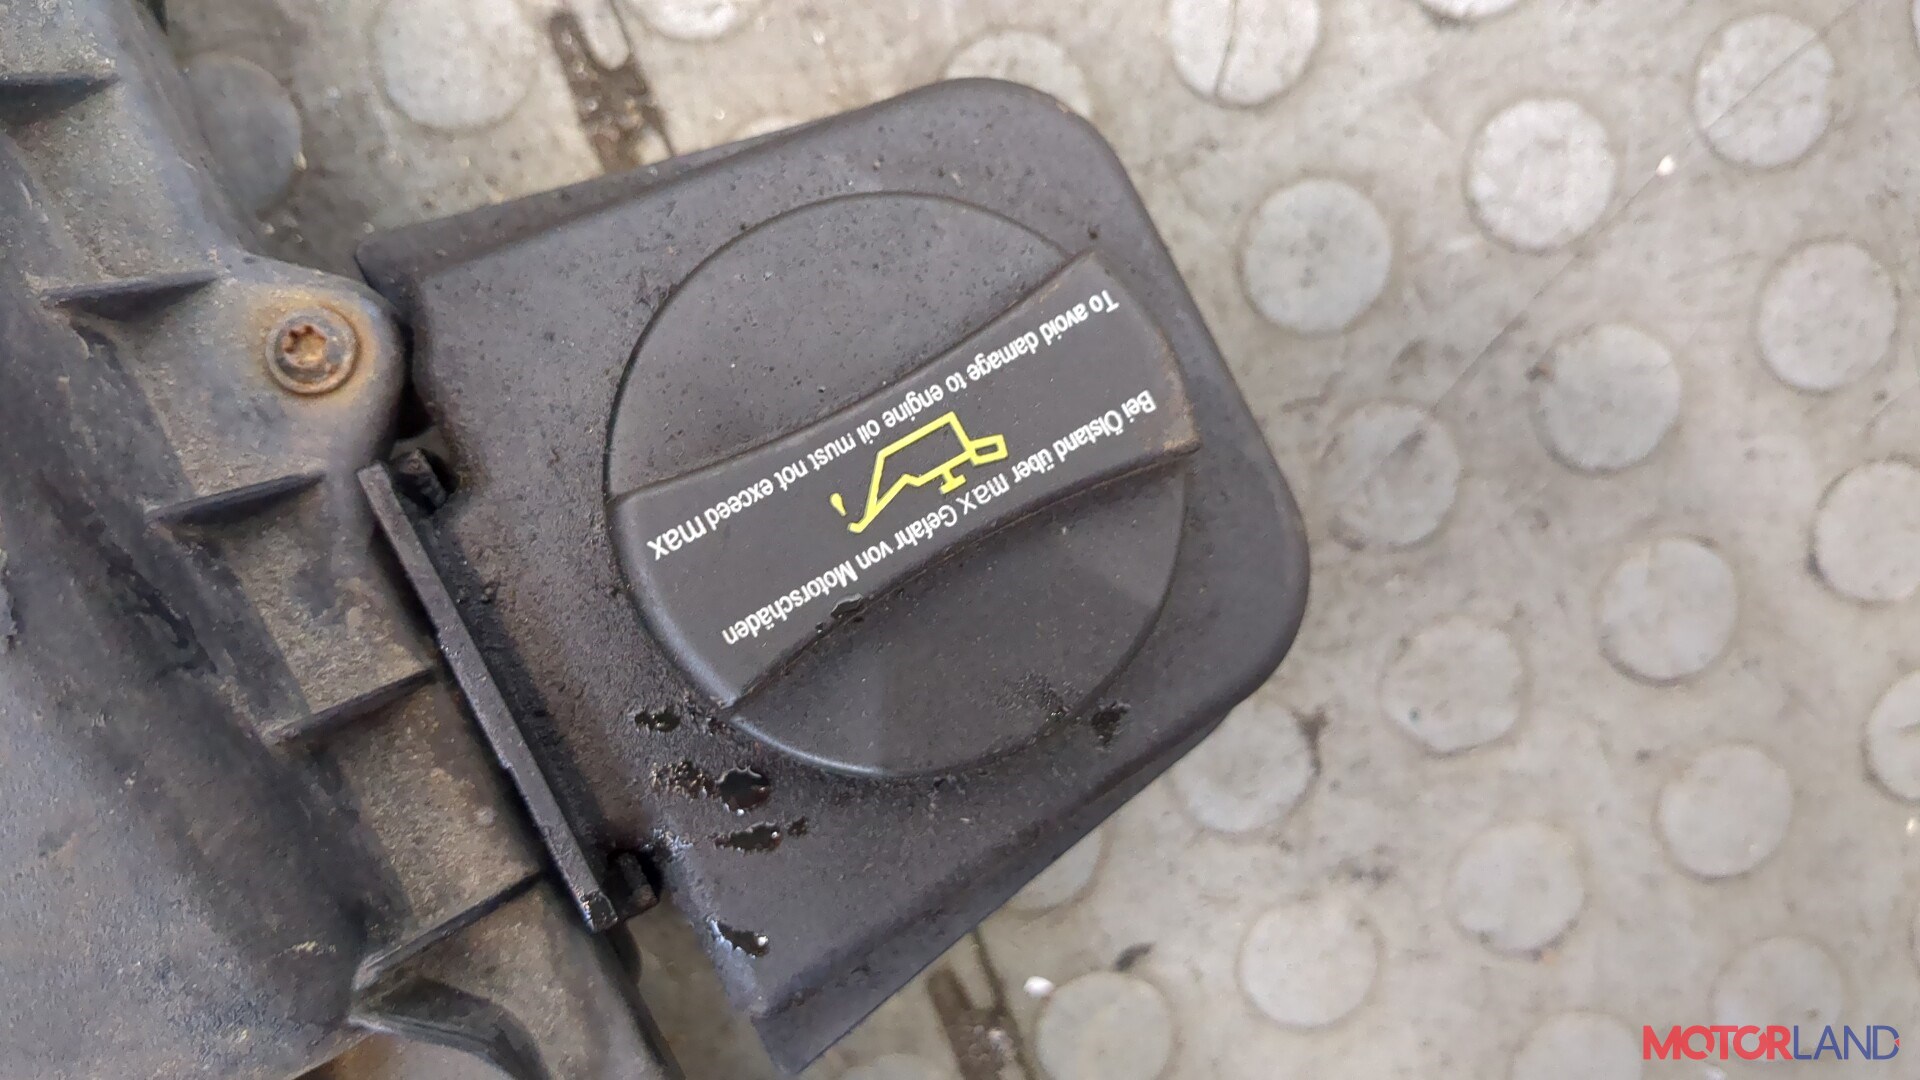 Bei Ölstand über max Gefahr von Motorschäden
To avoid damage to engine oil must not exceed max
MOTORLAND